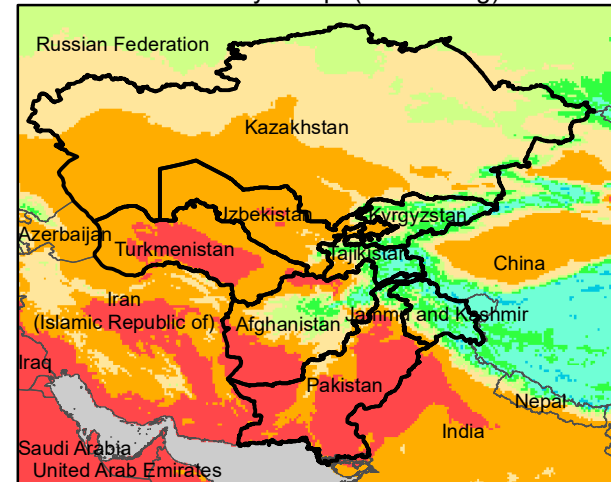 Russian Federation
Kazakhstan
Uzbekistan
Kyrgyzstan
Azerbaijan
Turkmenistan
Tajikistan
China
Iran
(Islamic Republic of)
Afghanistan
Jammu and Kashmir
Iraq
Pakistan
Nepal
India
Saudi Arabia
United Arab Emirates